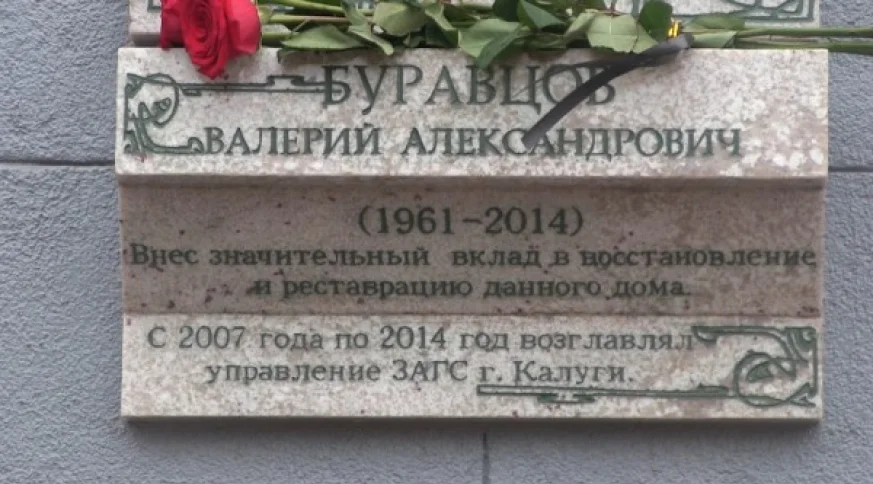 БУРАВЦОВ
ВАЛЕРИЙ АЛЕКСАНДРОВИЧ
(1961-2014)
Внес значительный вклад в восстановление
и реставрацию данного дома.
С 2007 года по 2014 год возглавлял
управление ЗАГС г. Калуги.